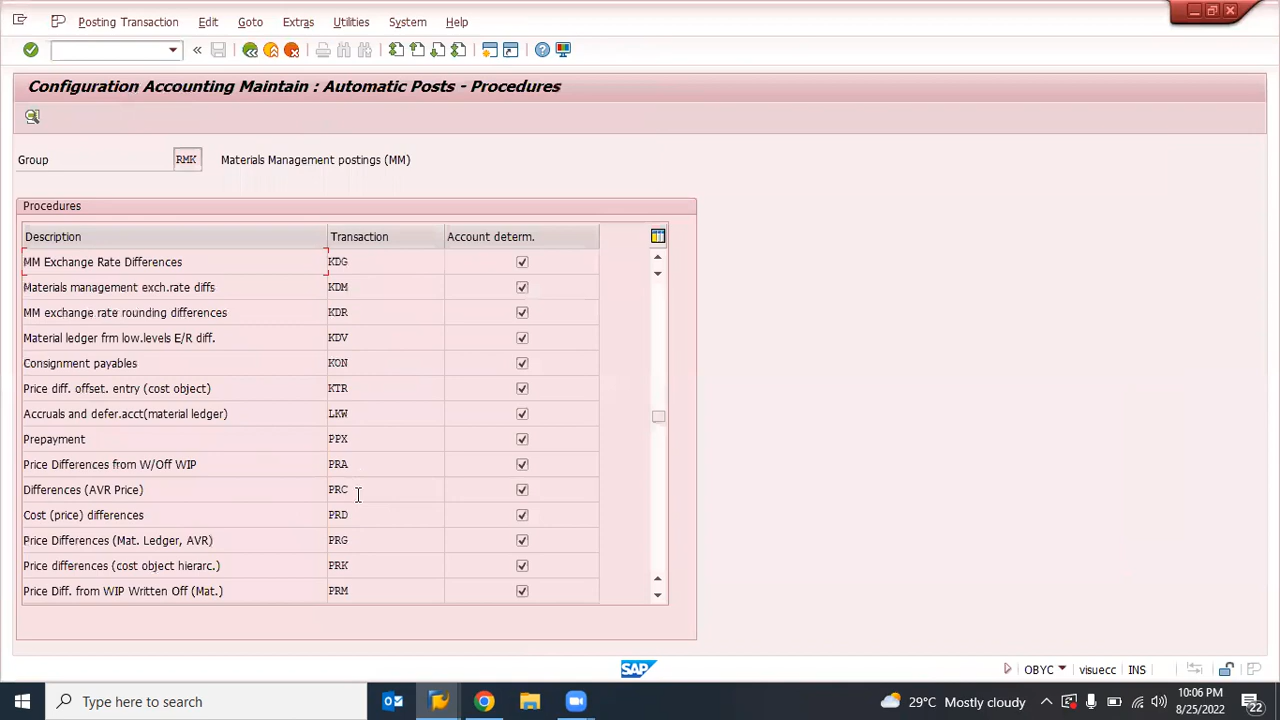 Posting Transaction Edit Goto Extras Utilities System Help
Configuration Accounting Maintain : Automatic Posts - Procedures
Group RMK Materials Management postings (MM)
Procedures
Description Transaction Account determ.
MM Exchange Rate Differences KDG
Materials management exch.rate diffs KDM
MM exchange rate rounding differences KDR
Material ledger frm low.levels E/R diff. KDV
Consignment payables KON
Price diff. offset. entry (cost object) KTR
Accruals and defer.acct(material ledger) LKW
Prepayment PPX
Price Differences from W/Off WIP PRA
Differences (AVR Price) PRC
Cost (price) differences PRD
Price Differences (Mat. Ledger, AVR) PRG
Price differences (cost object hierarc.) PRK
Price Diff. from WIP Written Off (Mat.) PRM
SAP OBYC visuecc INS
Type here to search 29°C Mostly cloudy 10:06 PM
8/25/2022 22